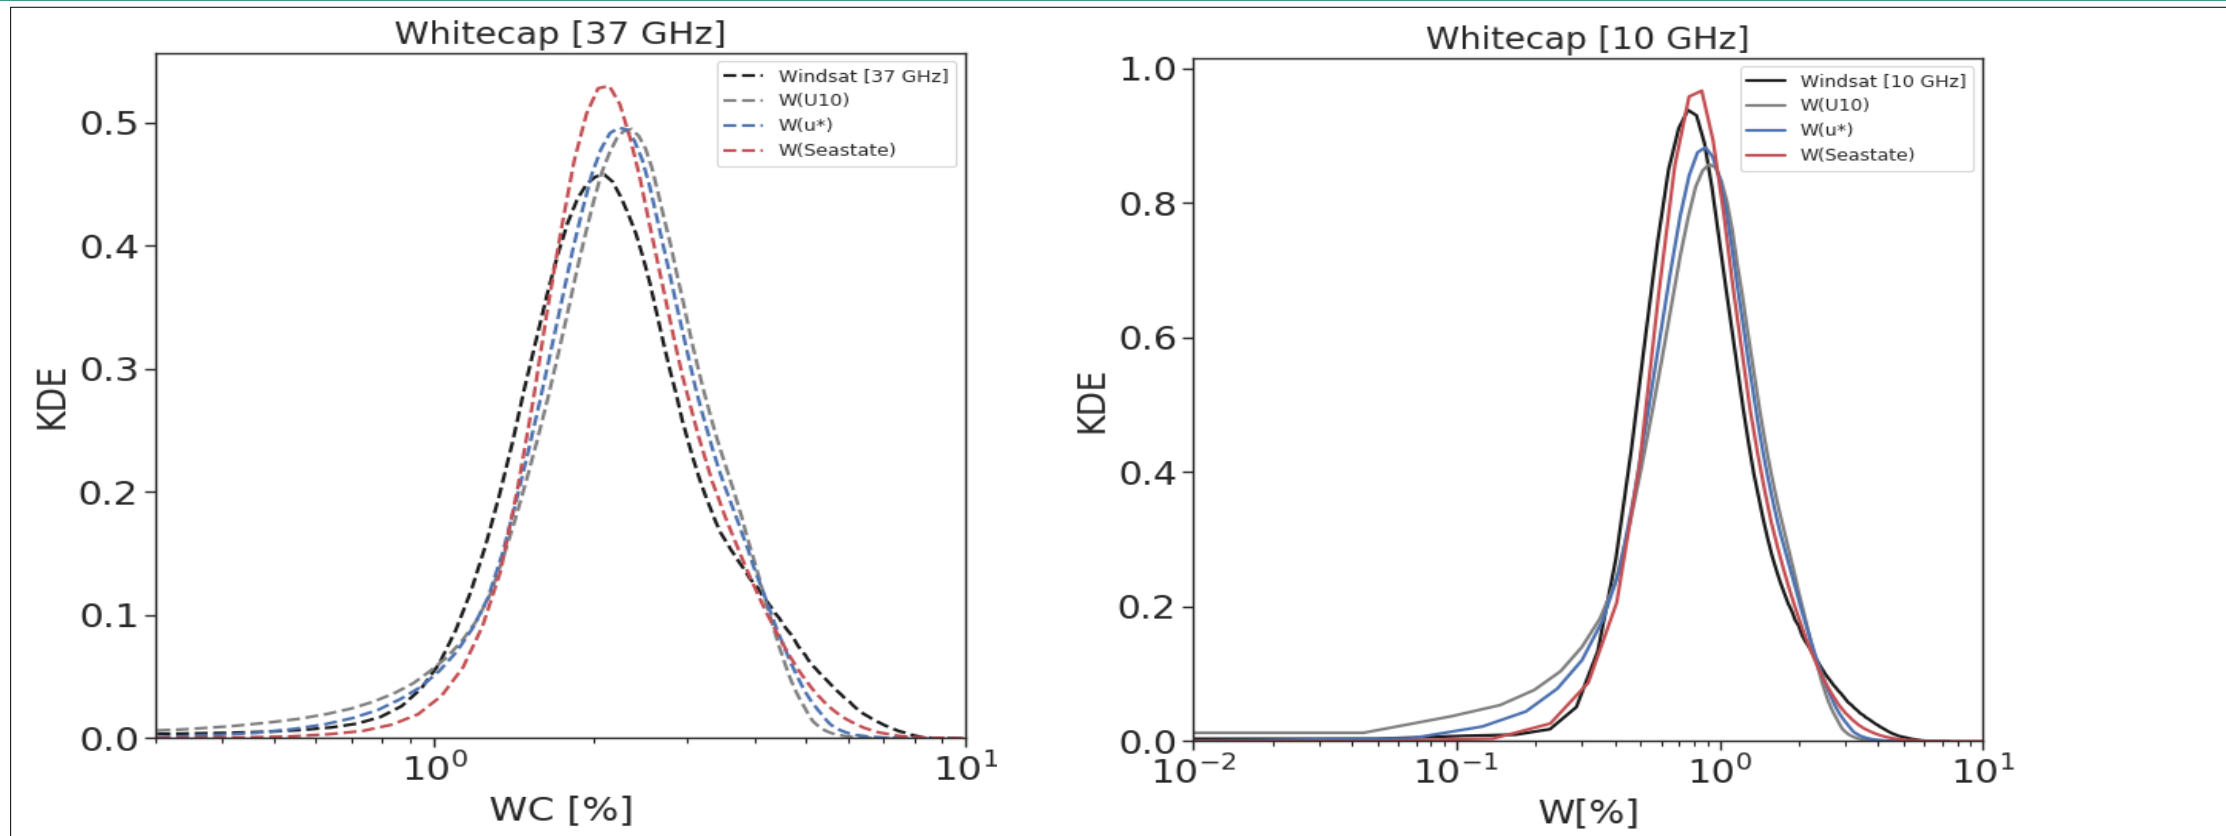 Whitecap [37 GHz]
Windsat [37 GHz]
W(U10)
W(u*)
W(Seastate)
0.5
0.4
0.3
0.2
0.1
0.0
KDE
10⁰
10¹
WC [%]
Whitecap [10 GHz]
Windsat [10 GHz]
W(U10)
W(u*)
W(Seastate)
1.0
0.8
0.6
0.4
0.2
0.0
KDE
10⁻²
10⁻¹
10⁰
10¹
W[%]